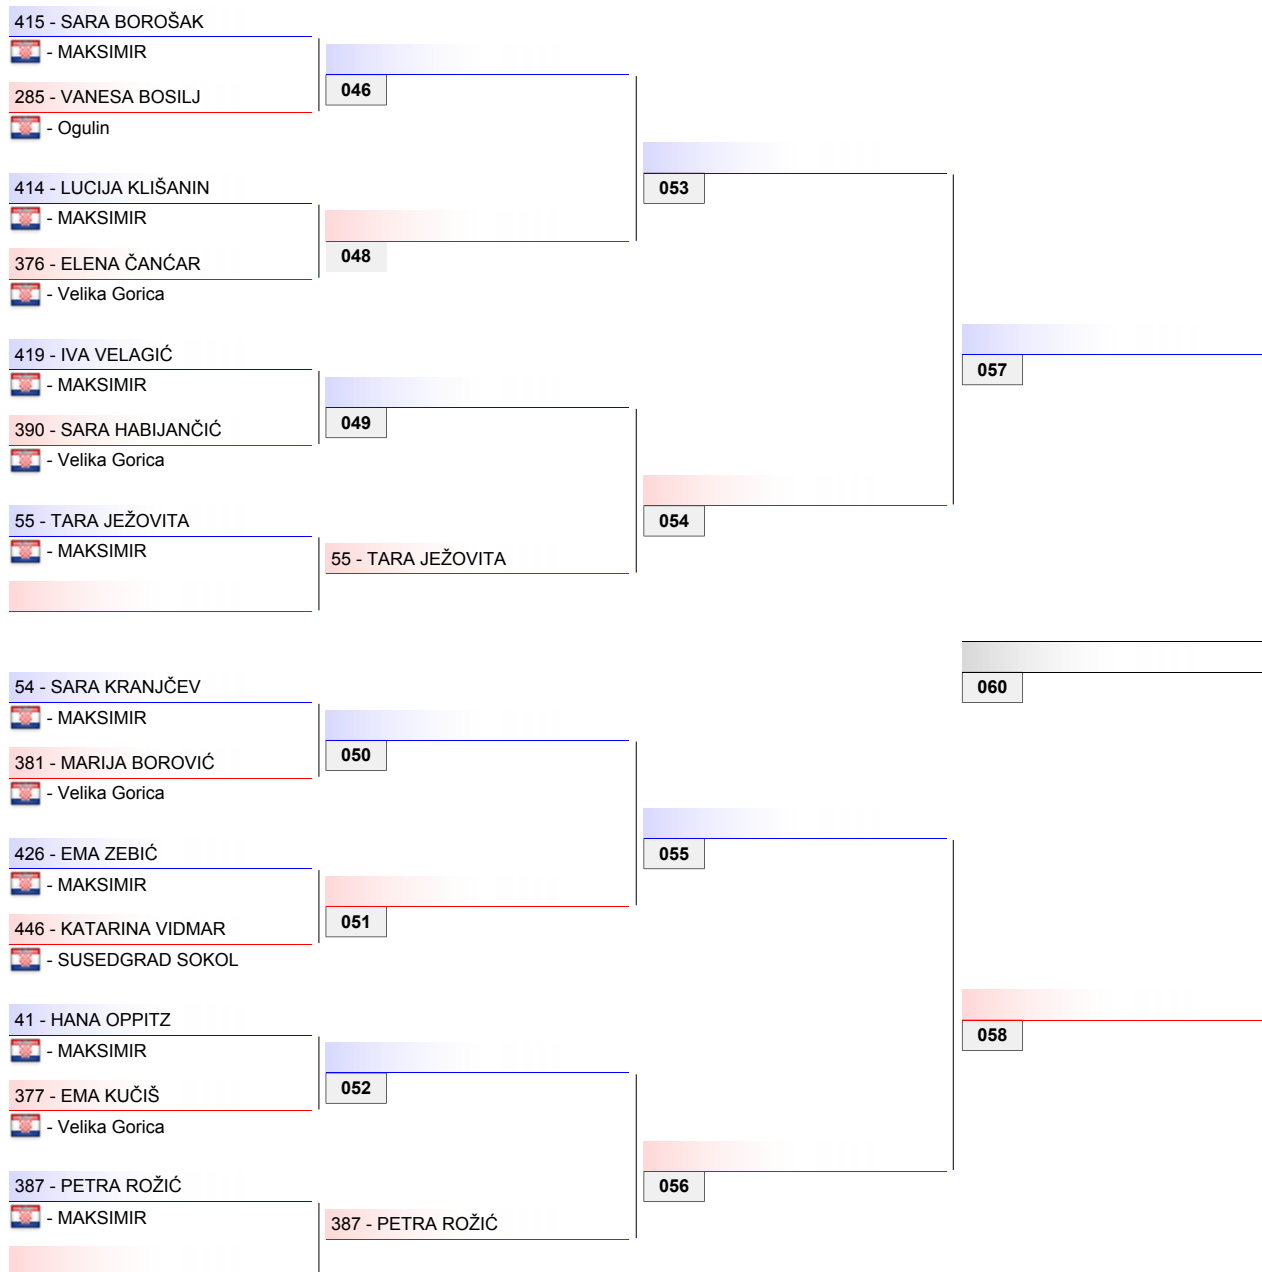 415 - SARA BOROŠAK
- MAKSIMIR
046
285 - VANESA BOSILJ
- Ogulin
053
414 - LUCIJA KLIŠANIN
- MAKSIMIR
048
376 - ELENA ČANĆAR
- Velika Gorica
419 - IVA VELAGIĆ
- MAKSIMIR
057
049
390 - SARA HABIJANČIĆ
- Velika Gorica
054
55 - TARA JEŽOVITA
- MAKSIMIR
55 - TARA JEŽOVITA
54 - SARA KRANJČEV
- MAKSIMIR
060
050
381 - MARIJA BOROVIĆ
- Velika Gorica
055
426 - EMA ZEBIĆ
- MAKSIMIR
051
446 - KATARINA VIDMAR
- SUSEDGRAD SOKOL
41 - HANA OPPITZ
- MAKSIMIR
058
052
377 - EMA KUČIŠ
- Velika Gorica
056
387 - PETRA ROŽIĆ
- MAKSIMIR
387 - PETRA ROŽIĆ